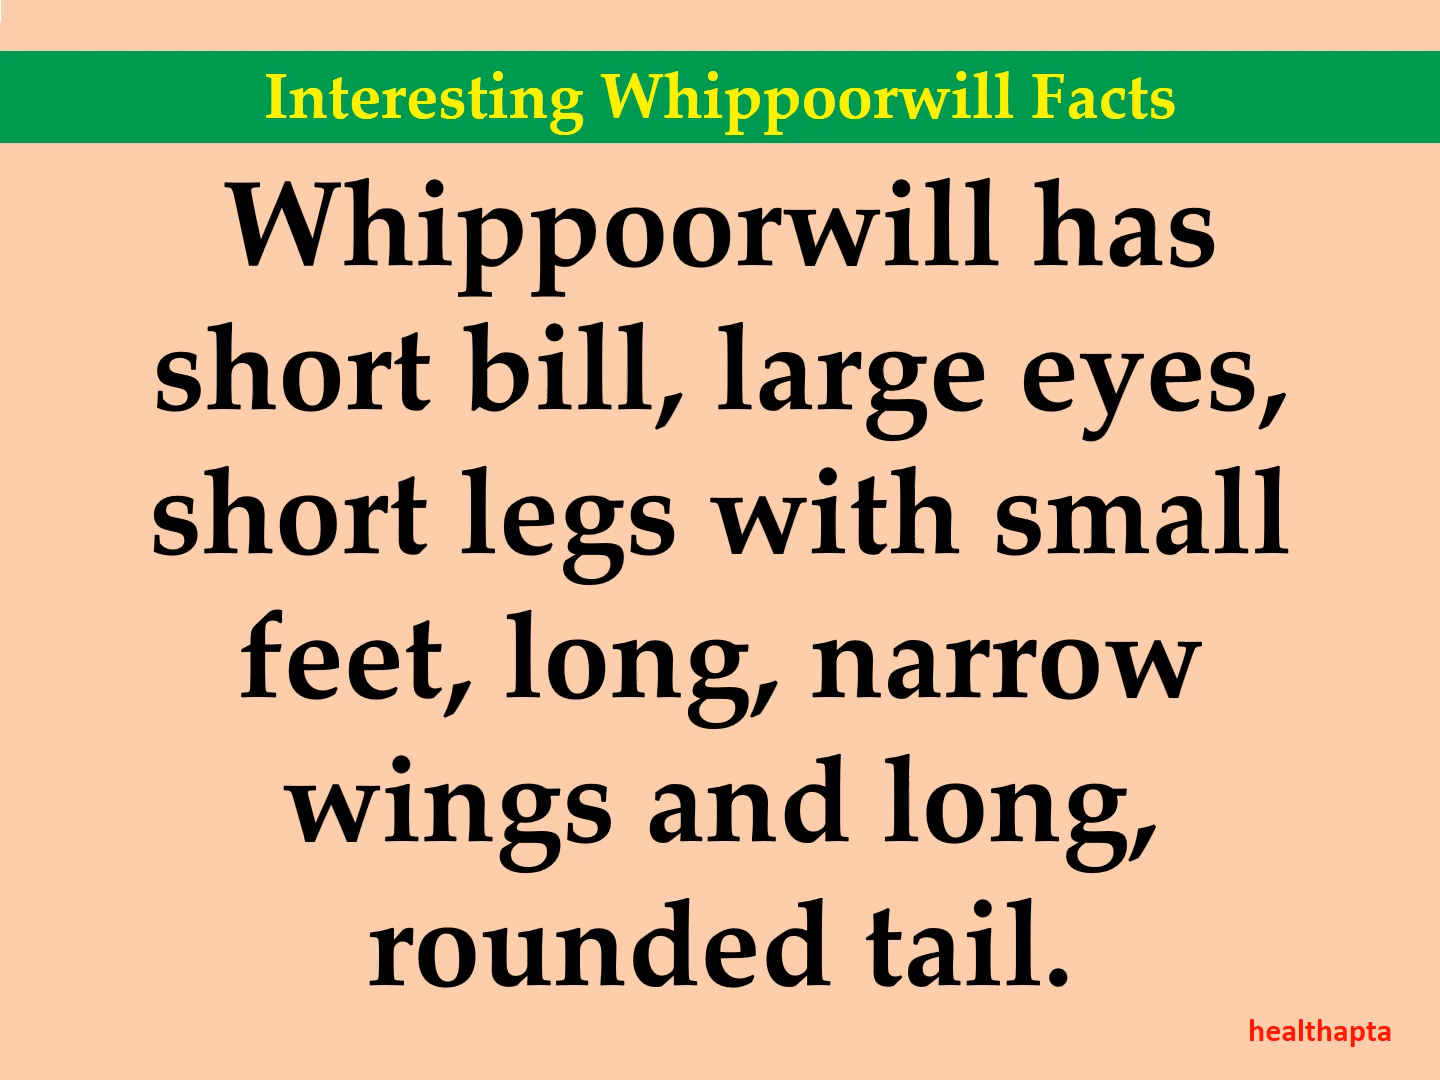 Interesting Whippoorwill Facts
Whippoorwill has
short bill, large eyes,
short legs with small
feet, long, narrow
wings and long,
rounded tail.
healthapta